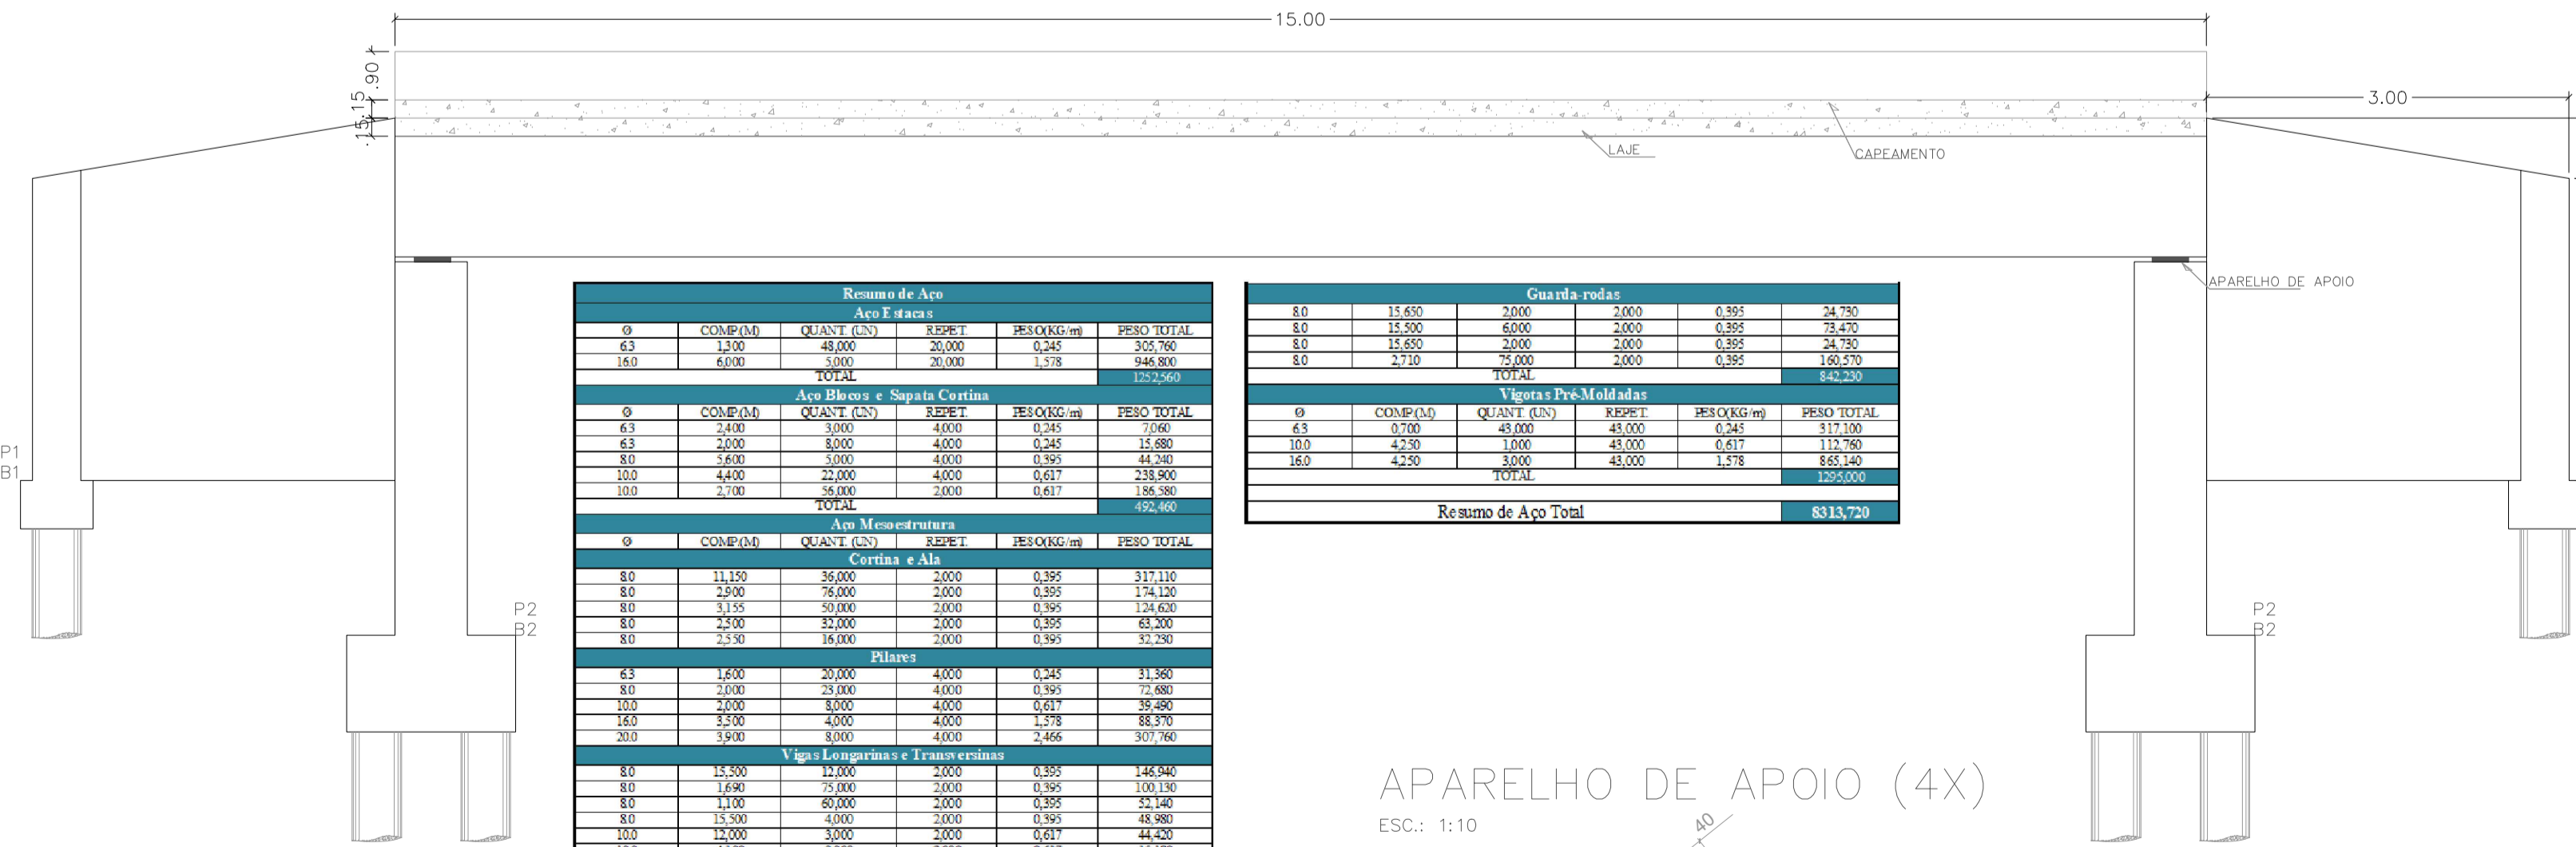 15.00
.90
.15
.15
3.00
LAJE
CAPEAMENTO
APARELHO DE APOIO
P1
B1
P2
B2
P2
B2
Resumo de Aço
Aço Estacas
Ø COMP.(M) QUANT. (UN) REPET. PESO(KG/m) PESO TOTAL
6.3 1,300 48,000 20,000 0,245 305,760
16.0 6,000 5,000 20,000 1,578 946,800
TOTAL 1252,560
Aço Blocos e Sapata Cortina
Ø COMP.(M) QUANT. (UN) REPET. PESO(KG/m) PESO TOTAL
6.3 2,400 3,000 4,000 0,245 7,060
6.3 2,000 8,000 4,000 0,245 15,680
8.0 5,600 5,000 4,000 0,395 44,240
10.0 4,400 22,000 4,000 0,617 238,900
10.0 2,700 56,000 2,000 0,617 186,580
TOTAL 492,460
Aço Mesoestrutura
Ø COMP.(M) QUANT. (UN) REPET. PESO(KG/m) PESO TOTAL
Cortina e Ala
8.0 11,150 36,000 2,000 0,395 317,110
8.0 2,900 76,000 2,000 0,395 174,120
8.0 3,155 50,000 2,000 0,395 124,620
8.0 2,500 32,000 2,000 0,395 63,200
8.0 2,550 16,000 2,000 0,395 32,230
Pilares
6.3 1,600 20,000 4,000 0,245 31,360
8.0 2,000 23,000 4,000 0,395 72,680
10.0 2,000 8,000 4,000 0,617 39,490
16.0 3,500 4,000 4,000 1,578 88,370
20.0 3,900 8,000 4,000 2,466 307,760
Vigas Longarinas e Transversinas
8.0 15,500 12,000 2,000 0,395 146,940
8.0 1,690 75,000 2,000 0,395 100,130
8.0 1,100 60,000 2,000 0,395 52,140
8.0 15,500 4,000 2,000 0,395 48,980
10.0 12,000 3,000 2,000 0,617 44,420
Guarda-rodas
8.0 15,650 2,000 2,000 0,395 24,730
8.0 15,500 6,000 2,000 0,395 73,470
8.0 15,650 2,000 2,000 0,395 24,730
8.0 2,710 75,000 2,000 0,395 160,570
TOTAL 842,230
Vigotas Pré-Moldadas
Ø COMP.(M) QUANT. (UN) REPET. PESO(KG/m) PESO TOTAL
6.3 0,700 43,000 43,000 0,245 317,100
10.0 4,250 1,000 43,000 0,617 112,760
16.0 4,250 3,000 43,000 1,578 865,140
TOTAL 1295,000
Resumo de Aço Total 8313,720
APARELHO DE APOIO (4X)
ESC.: 1:10
40